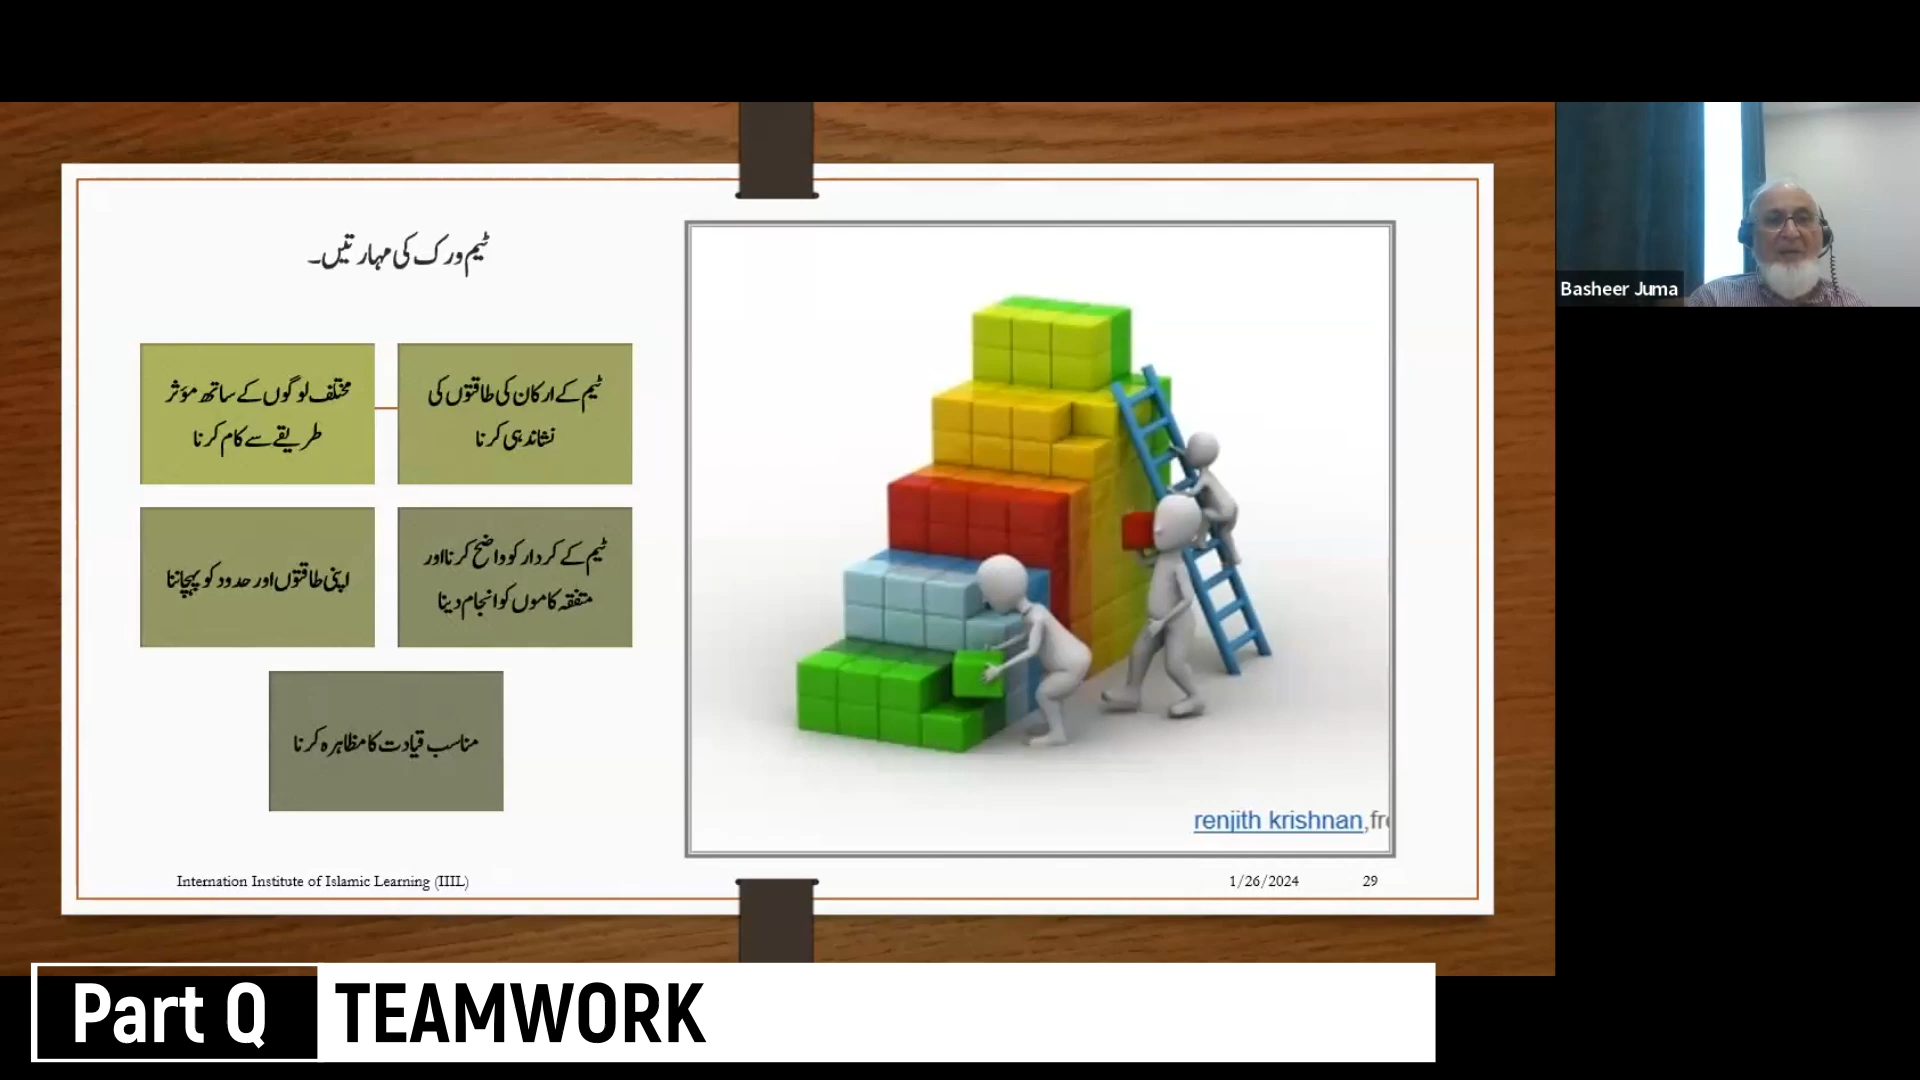 ٹیم ورک کی مہارتیں۔
مختلف لوگوں کے ساتھ مؤثر
طریقے سے کام کرنا
ٹیم کے ارکان کی طاقتوں کی
نشاندہی کرنا
اپنی طاقتوں اور حدود کو پہچاننا
ٹیم کے کردار کو واضح کرنا اور
متفقہ کاموں کو انجام دینا
مناسب قیادت کا مظاہرہ کرنا
renjith krishnan,fr
Internation Institute of Islamic Learning (IIIL)
1/26/2024
29
Basheer Juma
Part Q
TEAMWORK